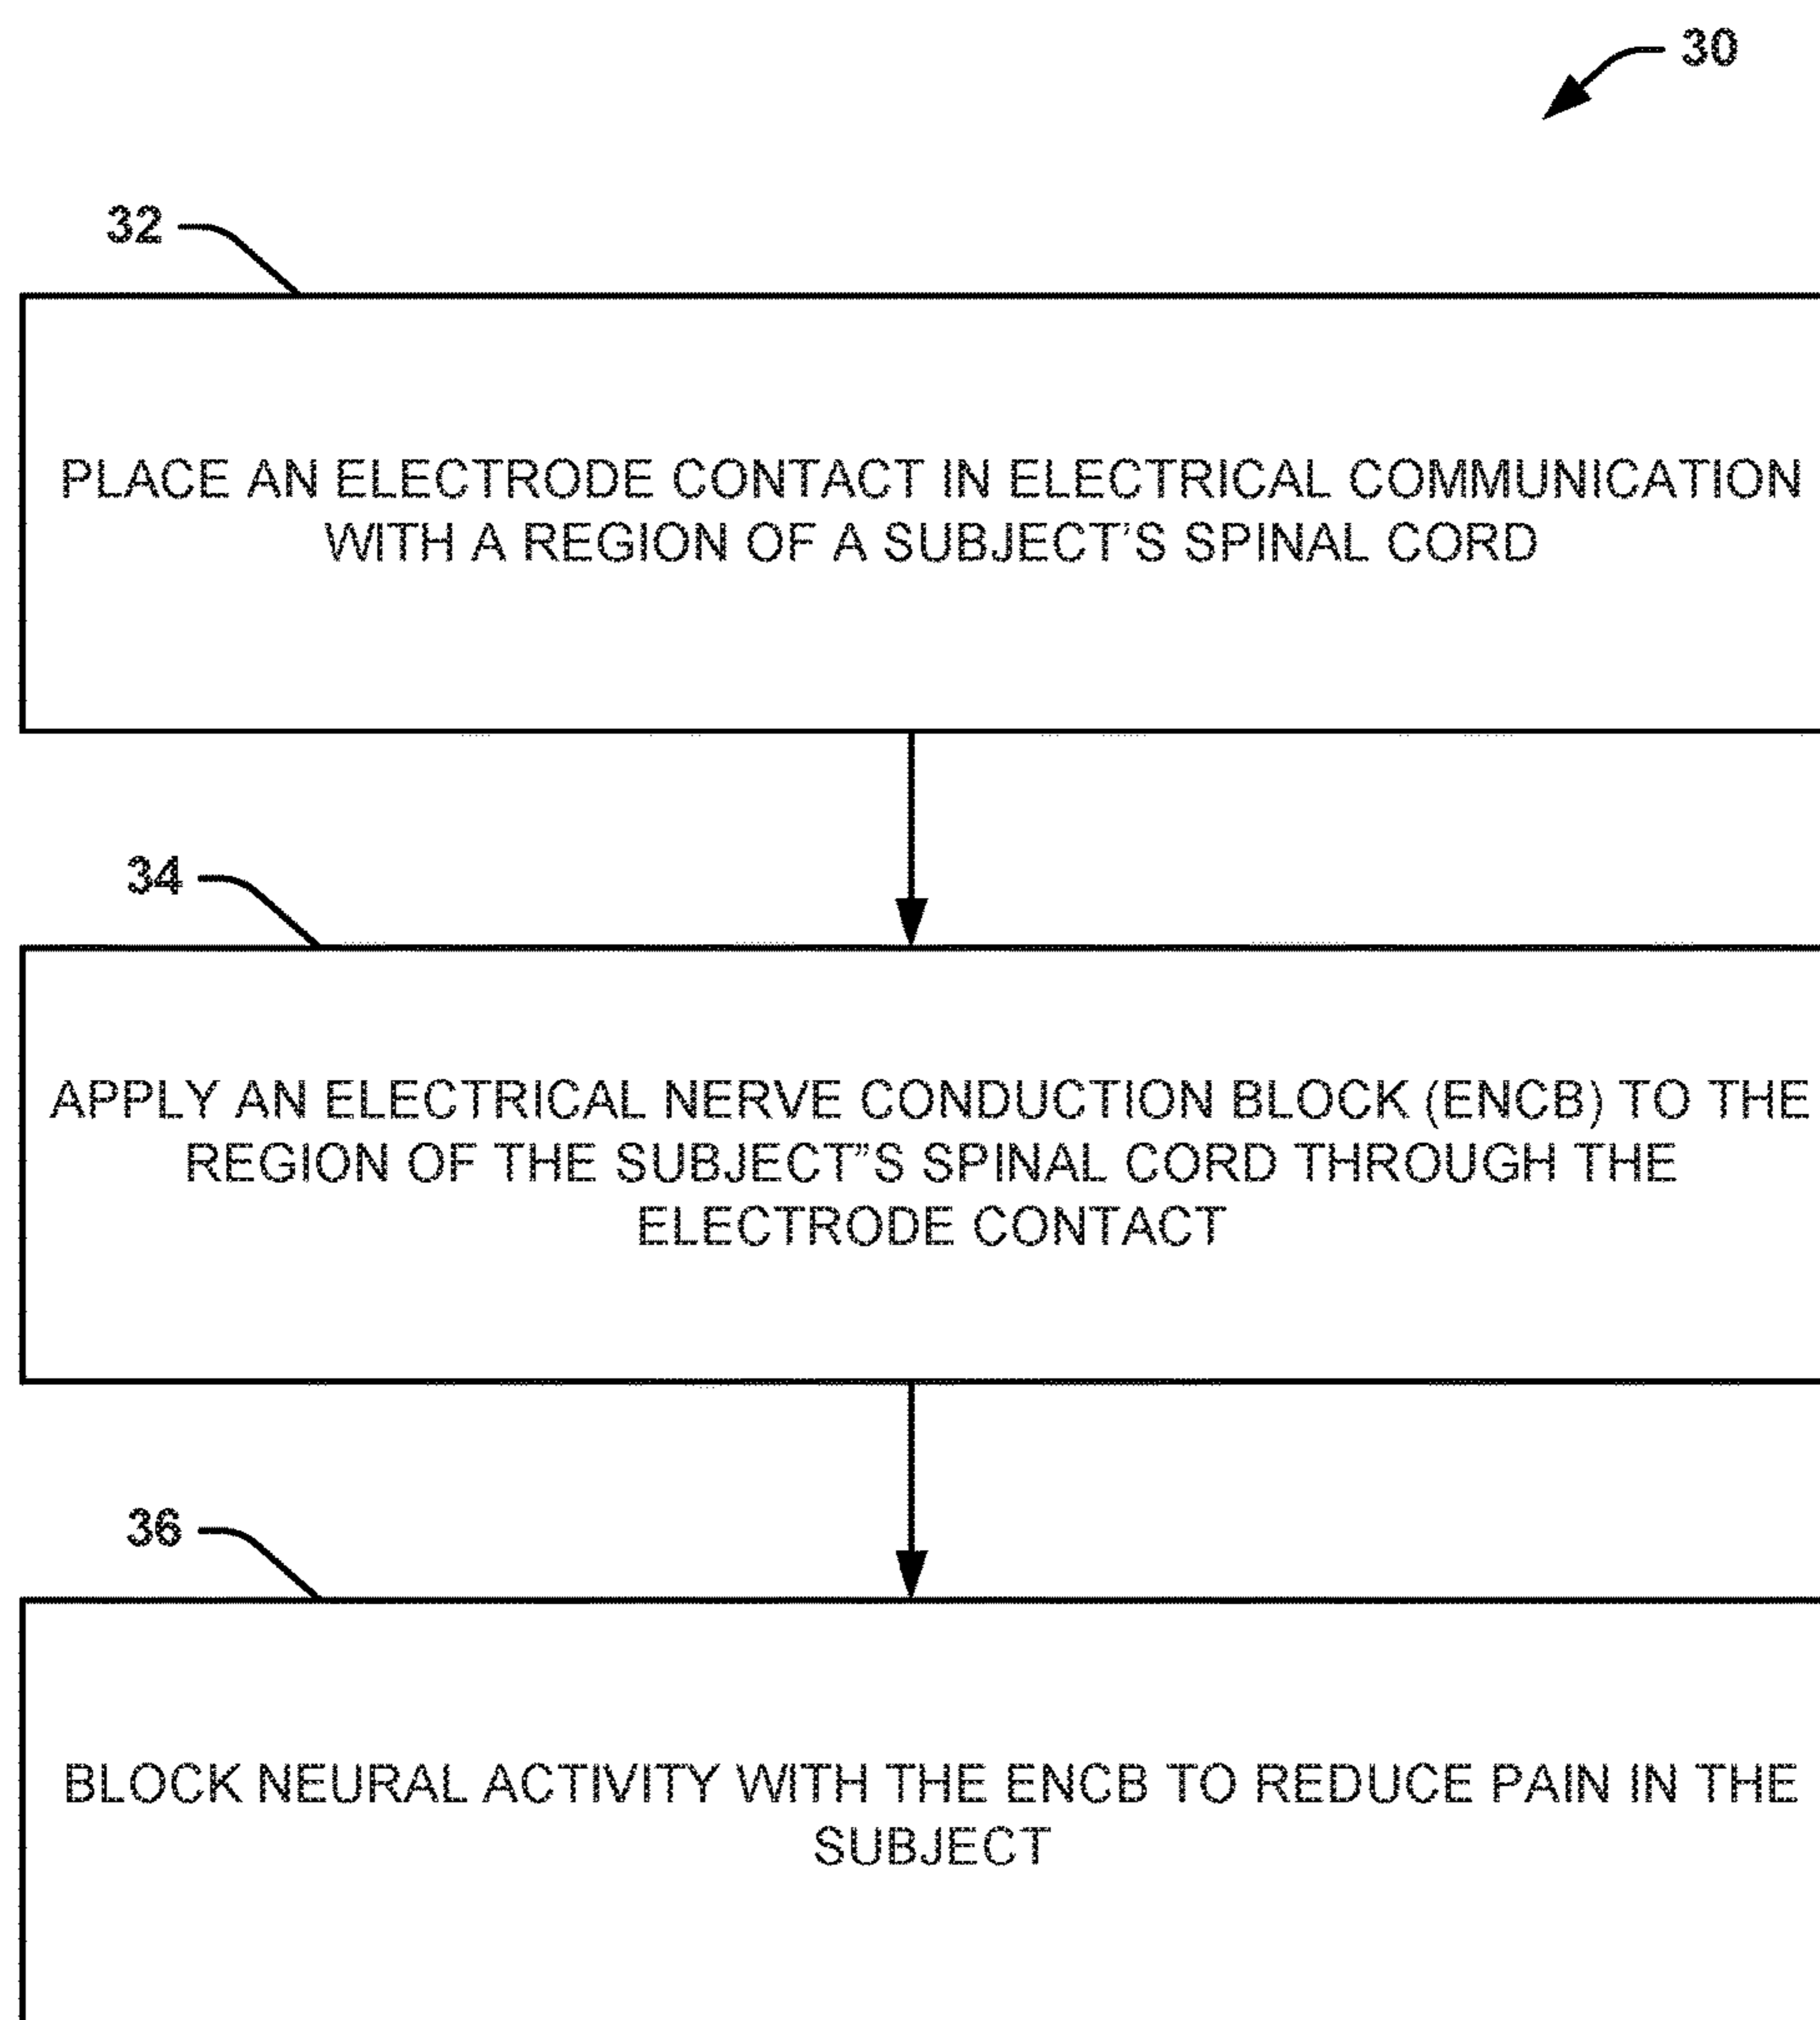 30
32
PLACE AN ELECTRODE CONTACT IN ELECTRICAL COMMUNICATION
WITH A REGION OF A SUBJECT'S SPINAL CORD
34
APPLY AN ELECTRICAL NERVE CONDUCTION BLOCK (ENCB) TO THE
REGION OF THE SUBJECT"S SPINAL CORD THROUGH THE
ELECTRODE CONTACT
36
BLOCK NEURAL ACTIVITY WITH THE ENCB TO REDUCE PAIN IN THE
SUBJECT